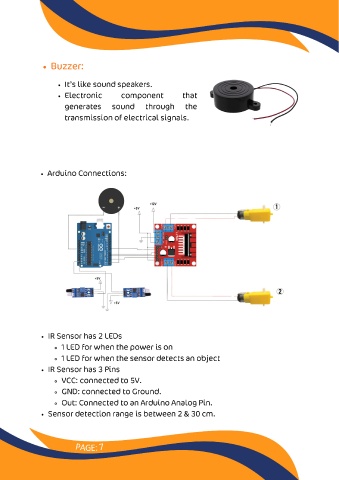 • Buzzer:
• It's like sound speakers.
• Electronic component that
generates sound through the
transmission of electrical signals.
• Arduino Connections:
+5V
+12V
1
+5V
2
+5V
• IR Sensor has 2 LEDs
• 1 LED for when the power is on
• 1 LED for when the sensor detects an object
• IR Sensor has 3 Pins
○ VCC: connected to 5V.
○ GND: connected to Ground.
○ Out: Connected to an Arduino Analog Pin.
• Sensor detection range is between 2 & 30 cm.
PAGE: 7